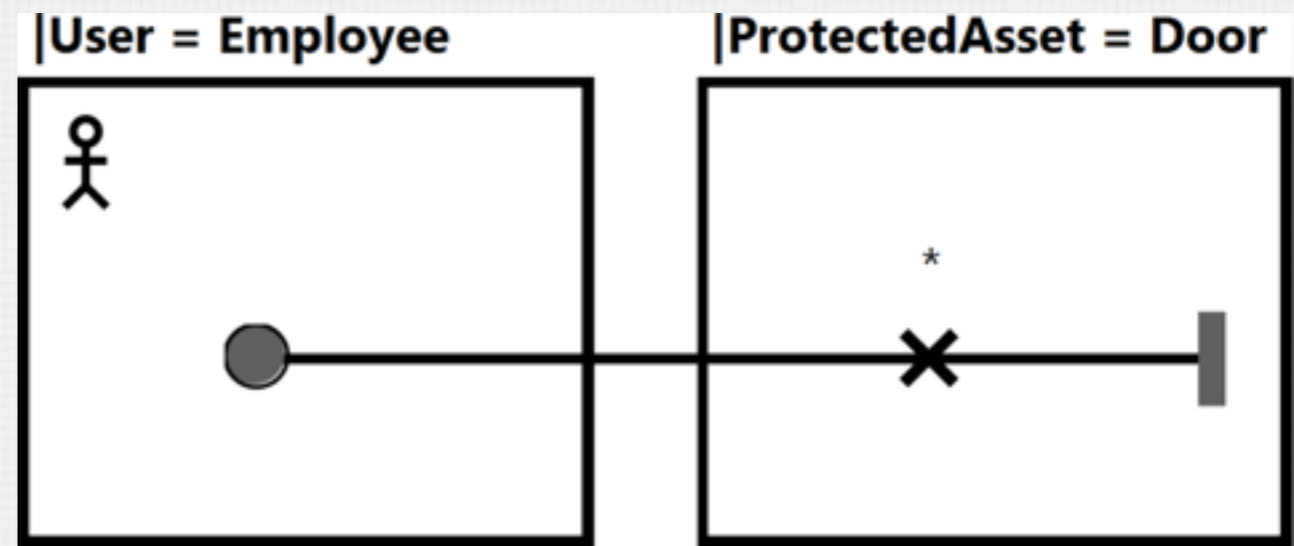 |User = Employee
|ProtectedAsset = Door
*